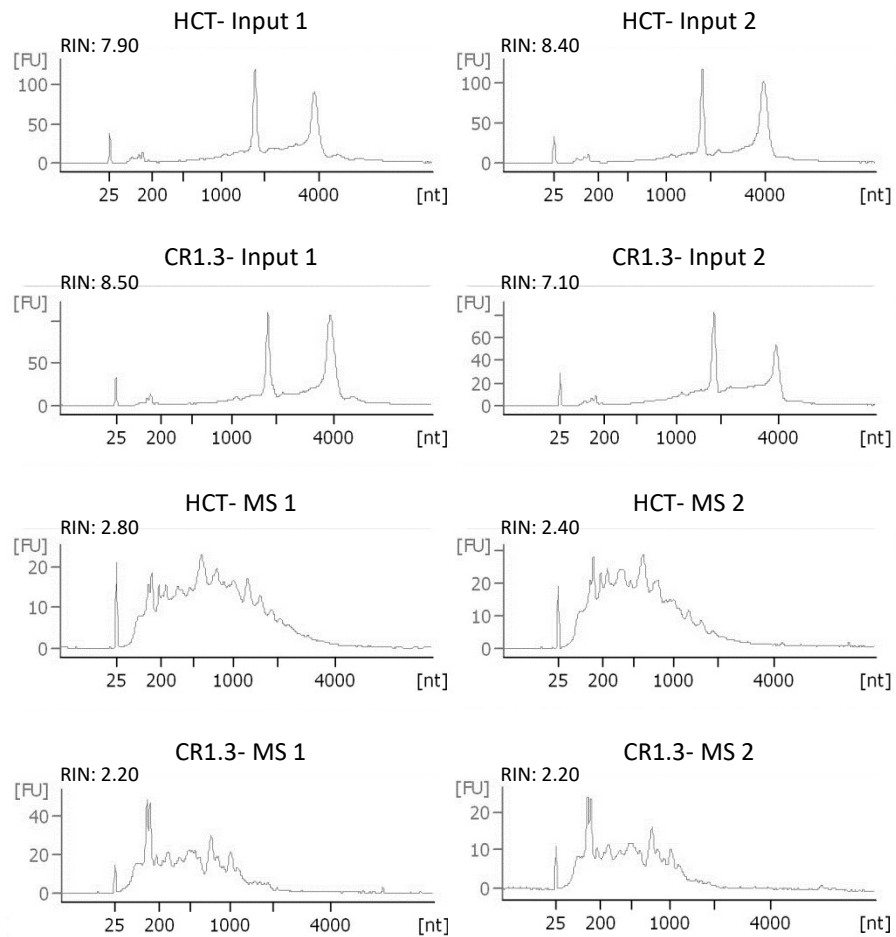 HCT- Input 1
RIN: 7.90
[FU]
100
50
0
25 200 1000 4000 [nt]
HCT- Input 2
RIN: 8.40
[FU]
100
50
0
25 200 1000 4000 [nt]
CR1.3- Input 1
RIN: 8.50
[FU]
50
0
25 200 1000 4000 [nt]
CR1.3- Input 2
RIN: 7.10
[FU]
60
40
20
0
25 200 1000 4000 [nt]
HCT- MS 1
RIN: 2.80
[FU]
20
10
0
25 200 1000 4000 [nt]
HCT- MS 2
RIN: 2.40
[FU]
20
10
0
25 200 1000 4000 [nt]
CR1.3- MS 1
RIN: 2.20
[FU]
40
20
0
25 200 1000 4000 [nt]
CR1.3- MS 2
RIN: 2.20
[FU]
20
10
0
25 200 1000 4000 [nt]